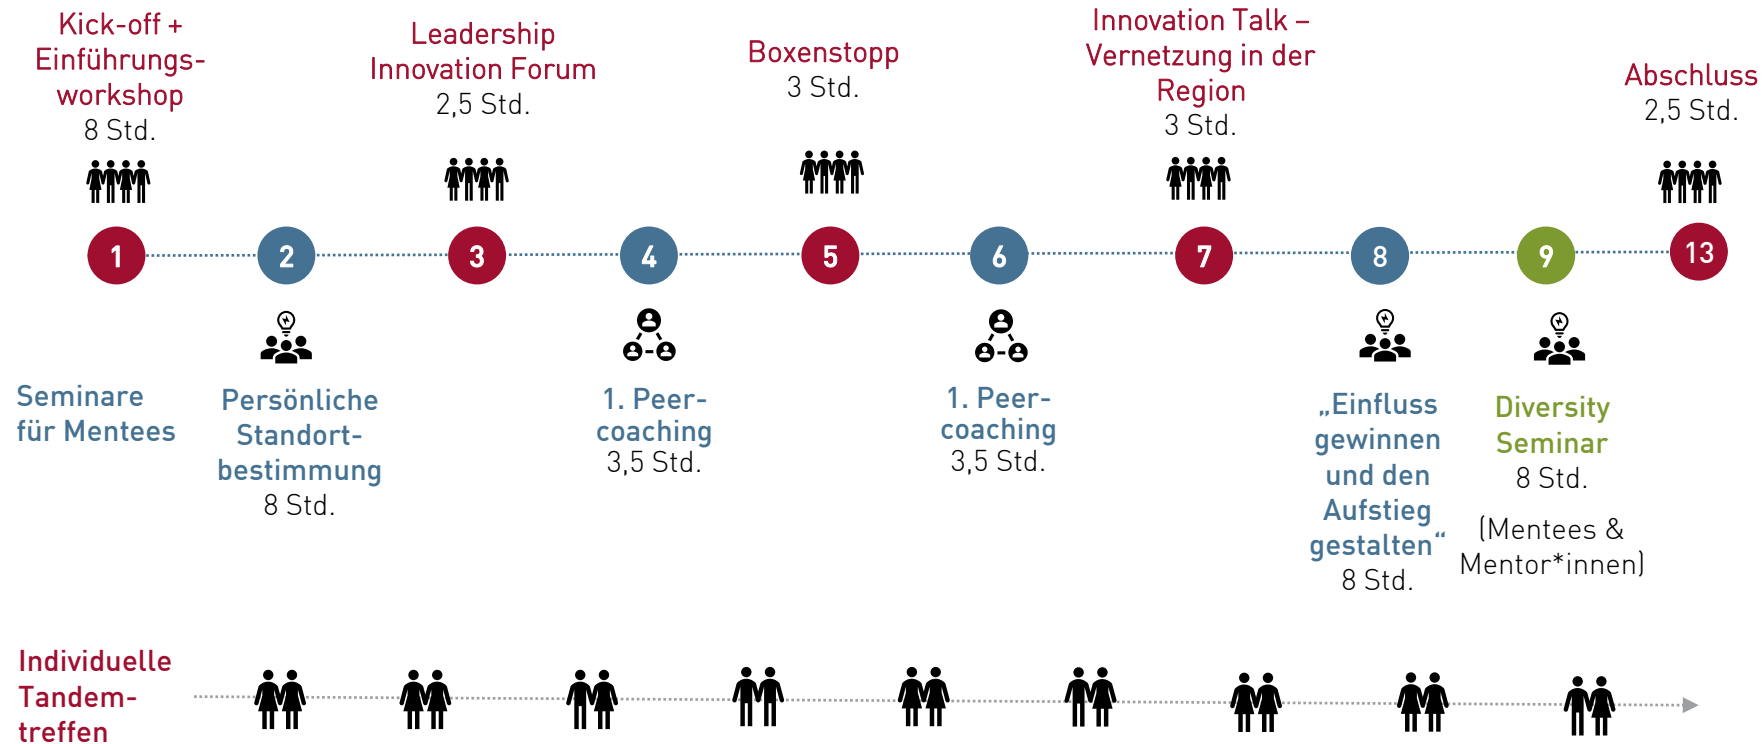 Kick-off +
Einführungs-
workshop
8 Std.
Leadership
Innovation Forum
2,5 Std.
Boxenstopp
3 Std.
Innovation Talk –
Vernetzung in der
Region
3 Std.
Abschluss
2,5 Std.
1
2
3
4
5
6
7
8
9
13
Seminare
für Mentees
Persönliche
Standort-
bestimmung
8 Std.
1. Peer-
coaching
3,5 Std.
1. Peer-
coaching
3,5 Std.
„Einfluss
gewinnen
und den
Aufstieg
gestalten“
8 Std.
Diversity
Seminar
8 Std.
(Mentees &
Mentor*innen)
Individuelle
Tandem-
treffen